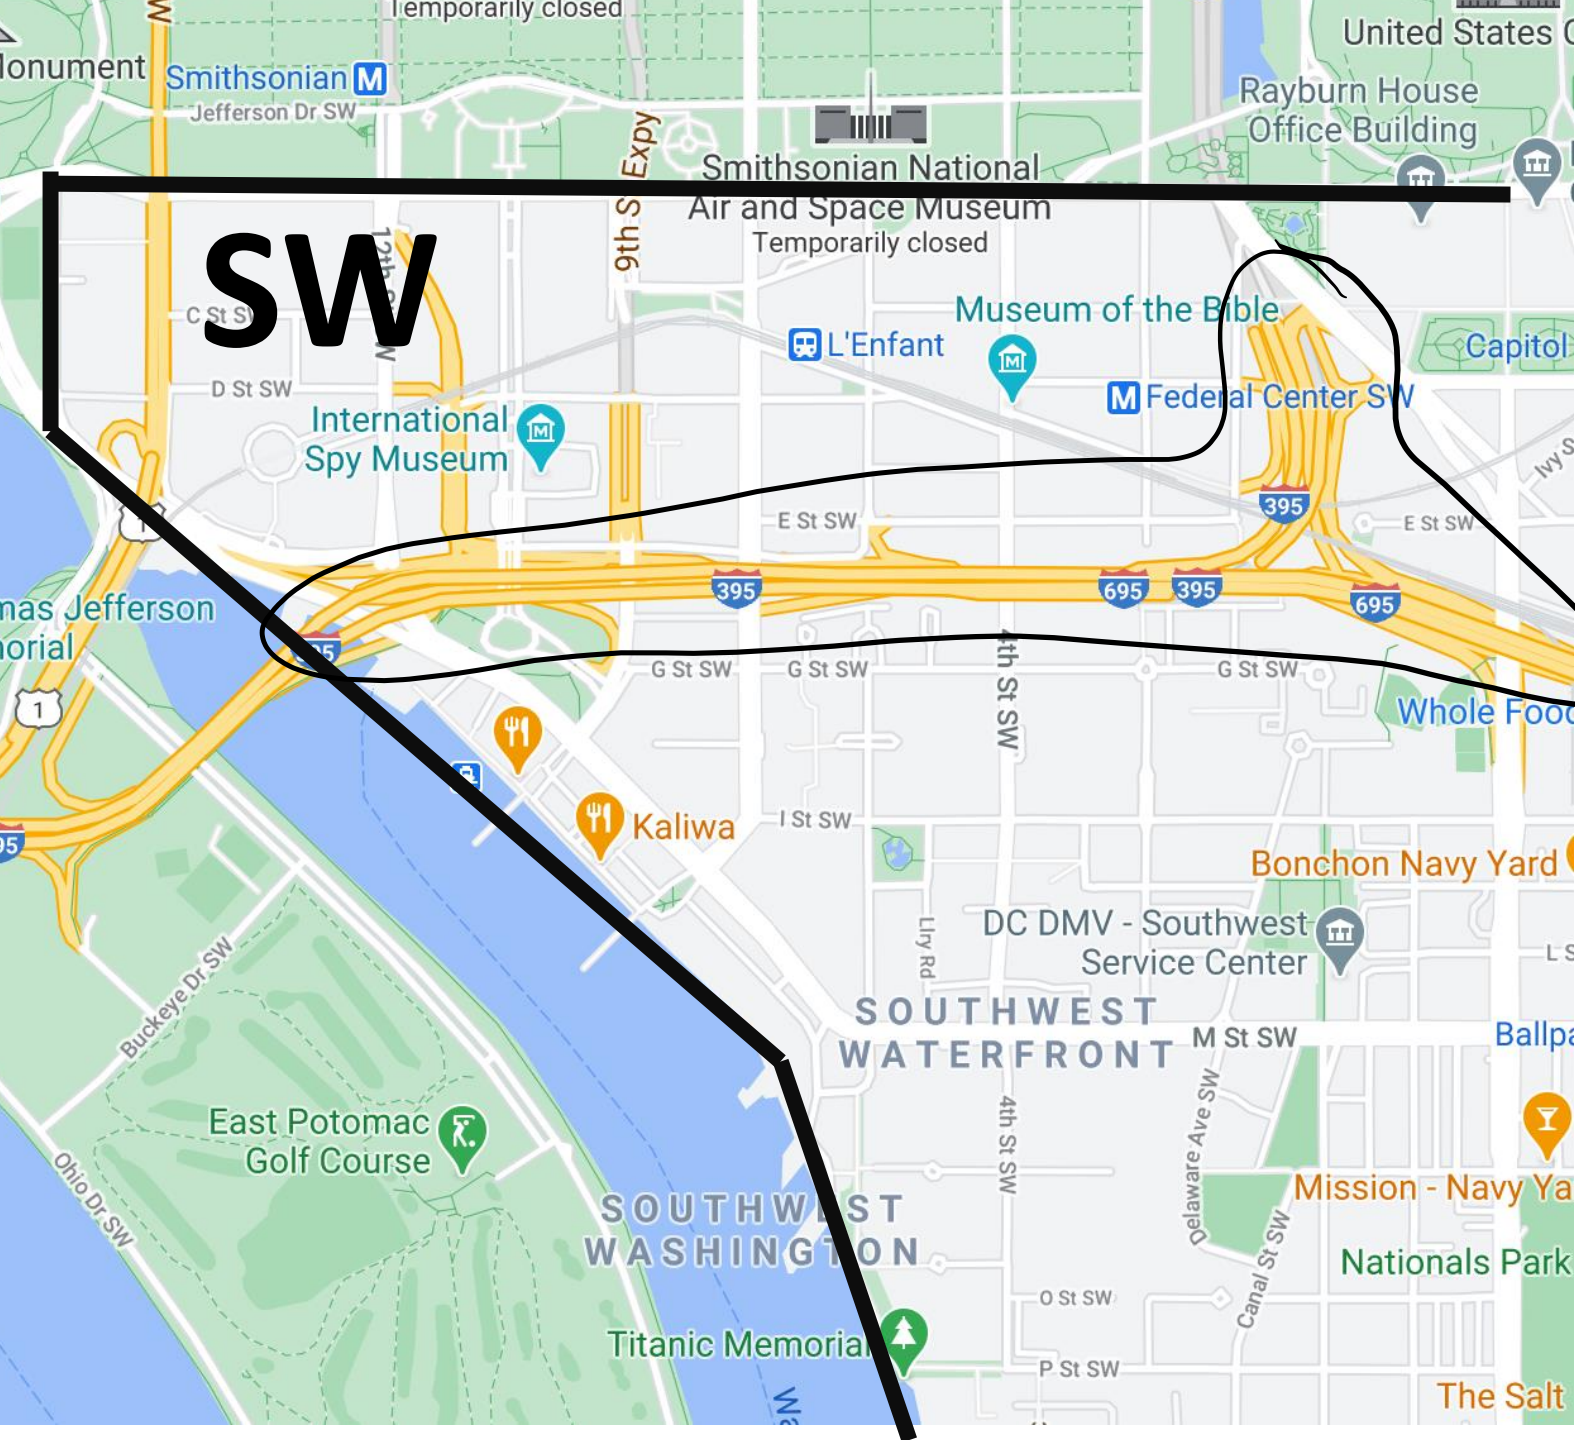 Temporarily closed
United States
Monument
Smithsonian M
Jefferson Dr SW
Rayburn House
Office Building
9th S Expy
Smithsonian National
Air and Space Museum
Temporarily closed
SW
12th
C St SW
Museum of the Bible
L'Enfant
Capitol
D St SW
M Federal Center SW
International
Spy Museum
Ivy S
395
1
E St SW
E St SW
395
695
395
695
mas Jefferson
morial
G St SW
G St SW
G St SW
4th St SW
1
Whole Food
Kaliwa
I St SW
95
Bonchon Navy Yard
DC DMV - Southwest
Service Center
Buckeye Dr SW
L S
SOUTHWEST
WATERFRONT
M St SW
Ballpa
East Potomac
Golf Course
4th St SW
Delaware Ave SW
Ohio Dr SW
Mission - Navy Ya
SOUTHWEST
WASHINGTON
Nationals Park
Canal St SW
O St SW
Titanic Memorial
P St SW
Wa
The Salt